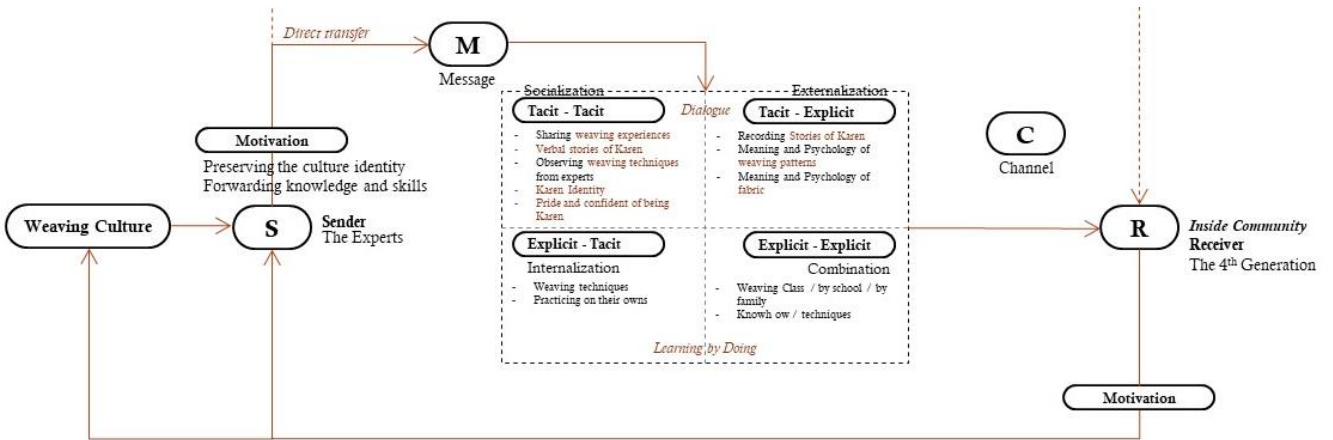 Direct transfer
M
Message
Socialization
Externalization
Tacit - Tacit
Dialogue
Tacit - Explicit
- Sharing weaving experiences
- Verbal stories of Karen
- Observing weaving techniques
from experts
- Karen Identity
- Pride and confident of being
Karen
- Recording Stories of Karen
- Meaning and Psychology of
weaving patterns
- Meaning and Psychology of
fabric
C
Channel
Motivation
Preserving the culture identity
Forwarding knowledge and skills
Weaving Culture
S
Sender
The Experts
Explicit - Tacit
Internalization
- Weaving techniques
- Practicing on their owns
Explicit - Explicit
Combination
- Weaving Class / by school / by
family
- Knowh ow / techniques
Learning by Doing
R
Inside Community
Receiver
The 4th Generation
Motivation